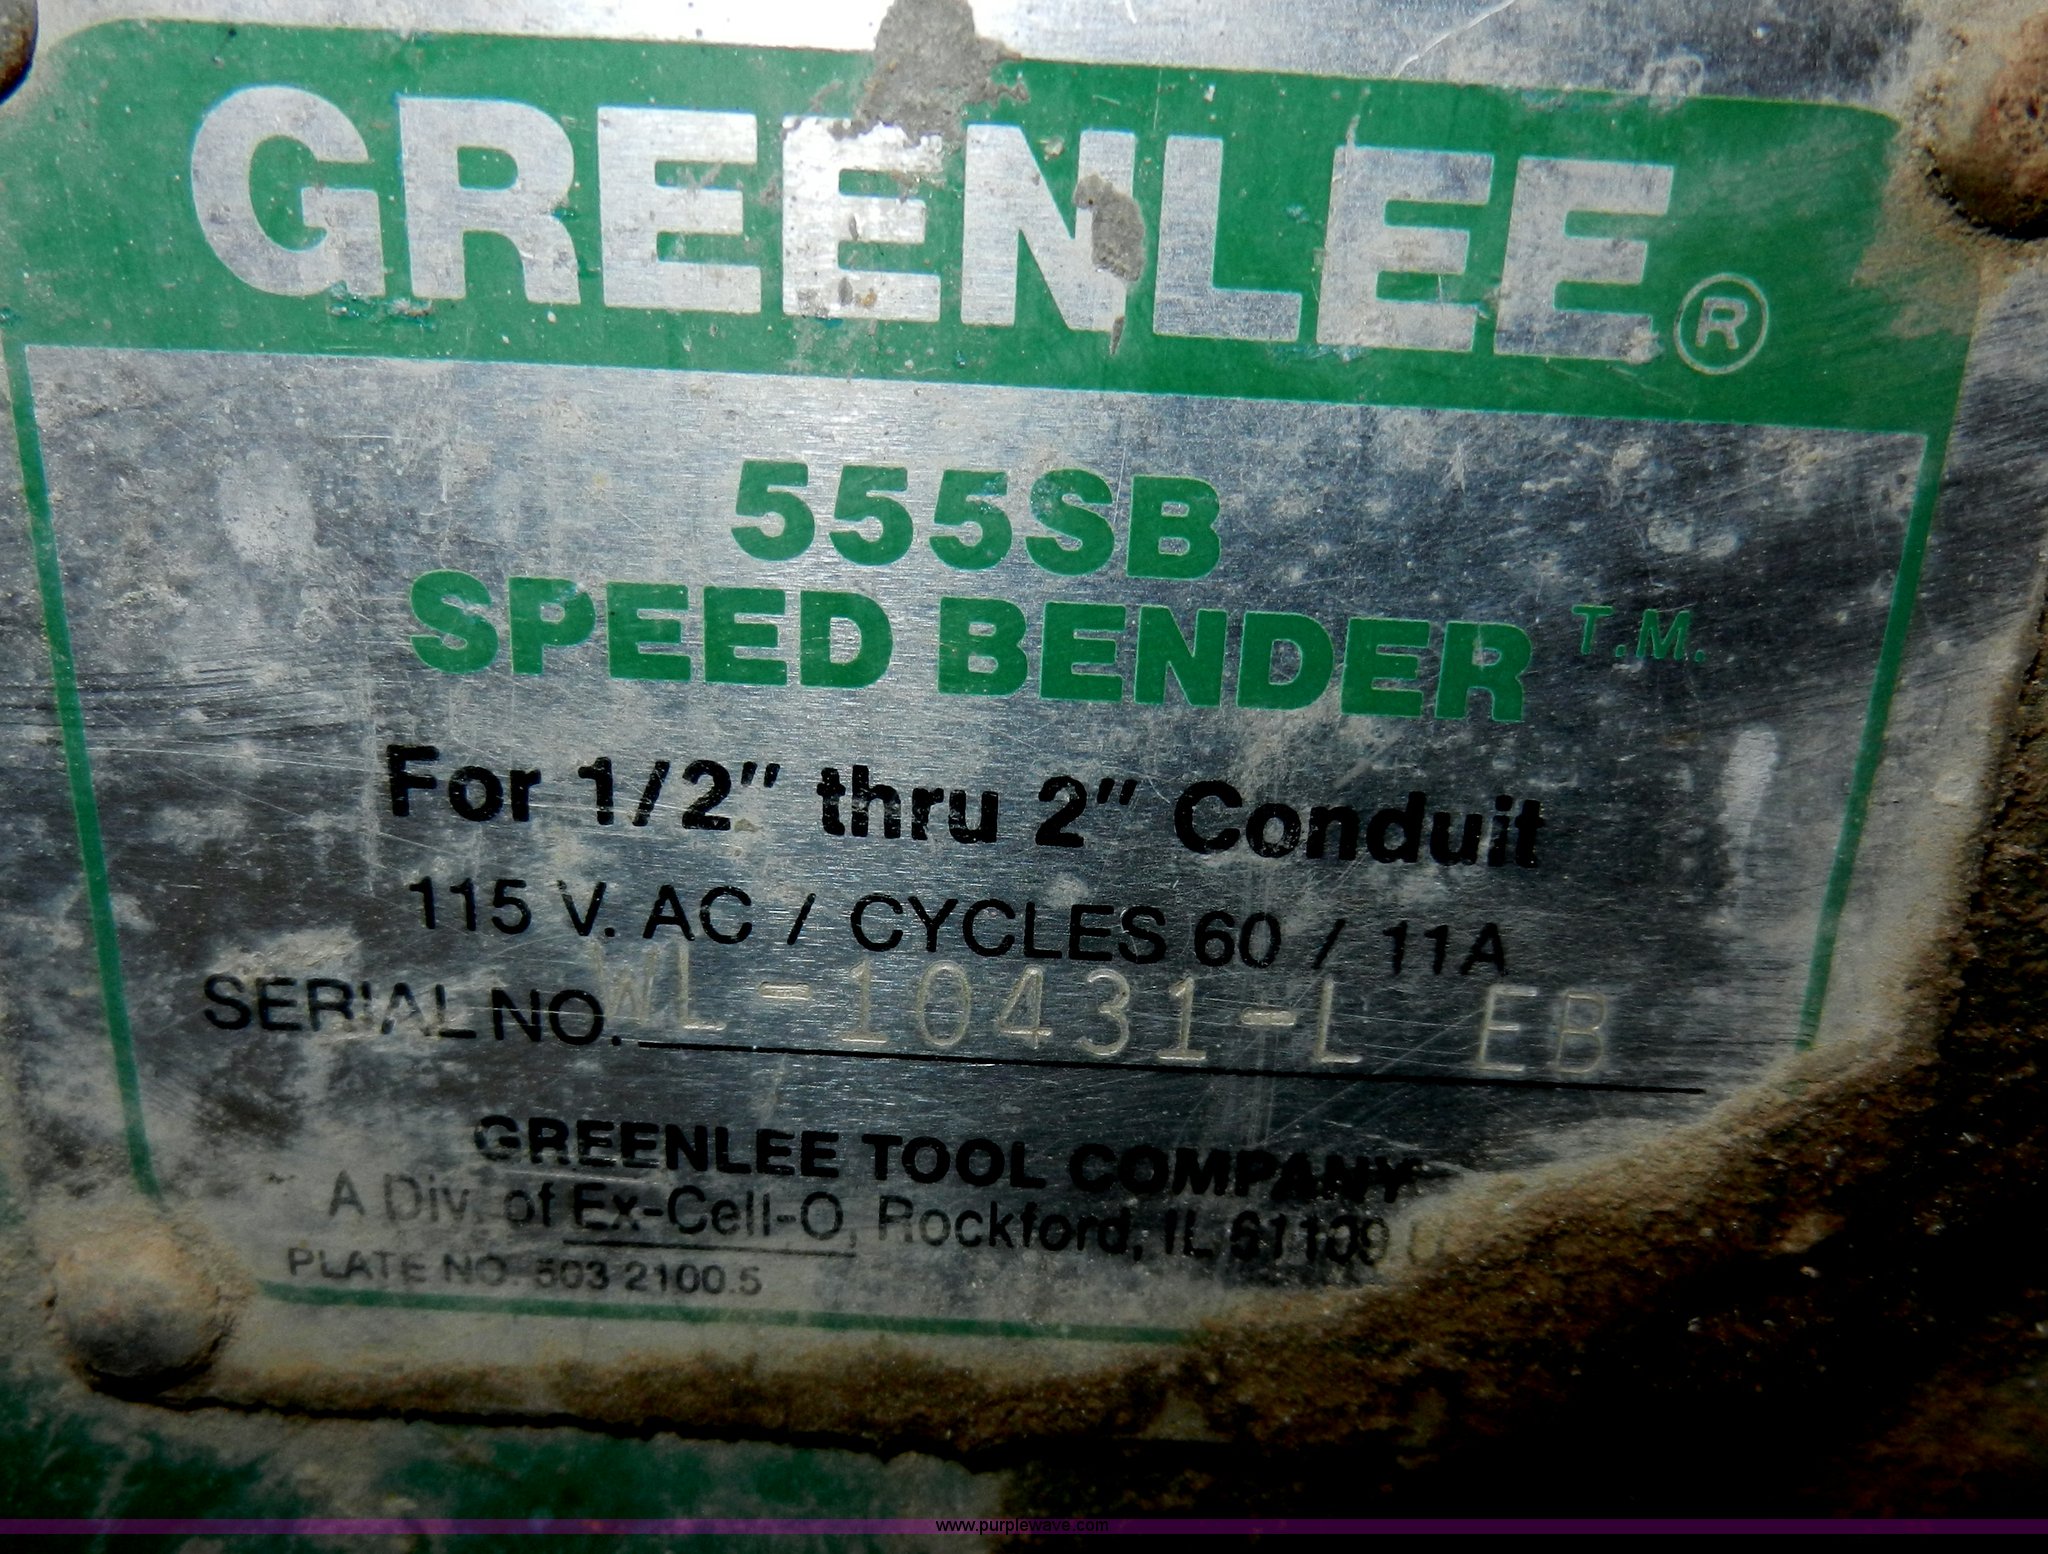 GREENLEE ®
555SB
SPEED BENDER T.M.
For 1/2" thru 2" Conduit
115 V. AC / CYCLES 60 / 11A
SERIAL NO. WL-10431-L EB
GREENLEE TOOL COMPANY
A Div. of Ex-Cell-O, Rockford, IL 61109
PLATE NO. 503 2100.5
www.purplewave.com